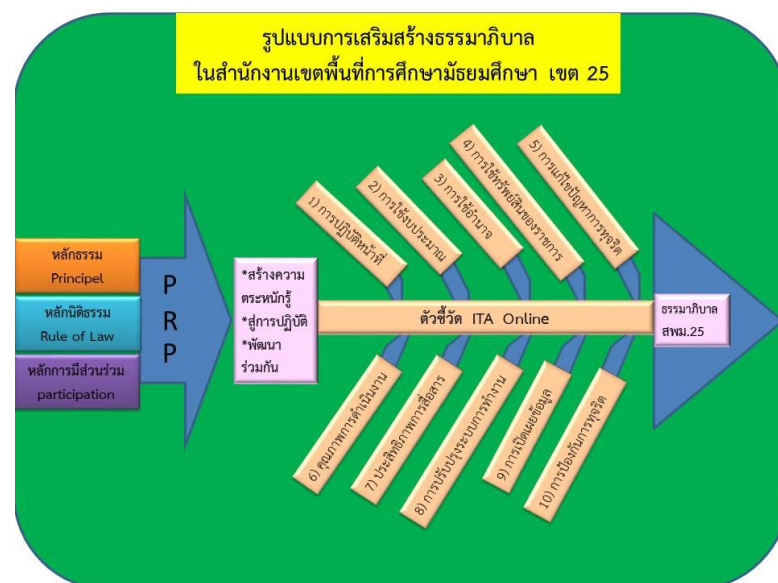 รูปแบบการเสริมสร้างธรรมาภิบาล
ในสำนักงานเขตพื้นที่การศึกษามัธยมศึกษา เขต 25
หลักธรรม
Principel
หลักนิติธรรม
Rule of Law
หลักการมีส่วนร่วม
participation
P
R
P
*สร้างความ
ตระหนักรู้
*สู่การปฏิบัติ
*พัฒนา
ร่วมกัน
1) การปฏิบัติหน้าที่
2) การใช้งบประมาณ
3) การใช้อำนาจ
4) การใช้ทรัพย์สินของราชการ
5) การแก้ไขปัญหาการทุจริต
ตัวชี้วัด ITA Online
6) คุณภาพการดำเนินงาน
7) ประสิทธิภาพการสื่อสาร
8) การปรับปรุงระบบการทำงาน
9) การเปิดเผยข้อมูล
10) การป้องกันการทุจริต
ธรรมาภิบาล
สพม.25